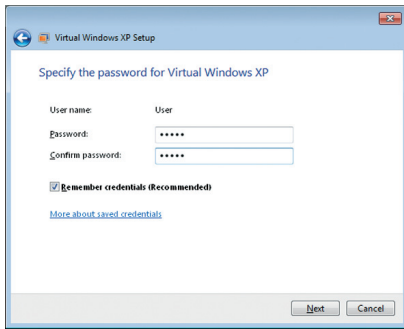 Virtual Windows XP Setup
Specify the password for Virtual Windows XP
User name: User
Password: •••••
Confirm password: •••••
Remember credentials (Recommended)
More about saved credentials
Next Cancel